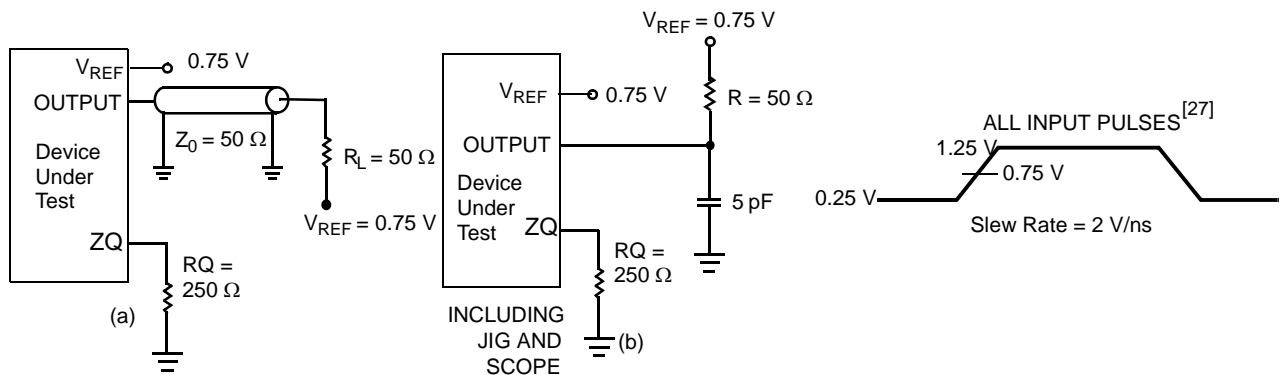 V_REF 0.75 V
OUTPUT
Z_0 = 50 Ω
Device
Under
Test
R_L = 50 Ω
V_REF = 0.75 V
ZQ
RQ =
250 Ω
(a)
V_REF = 0.75 V
R = 50 Ω
V_REF 0.75 V
OUTPUT
Device
Under
Test
5 pF
ZQ
RQ =
250 Ω
INCLUDING
JIG AND
SCOPE
(b)
ALL INPUT PULSES[27]
1.25 V
0.75 V
0.25 V
Slew Rate = 2 V/ns